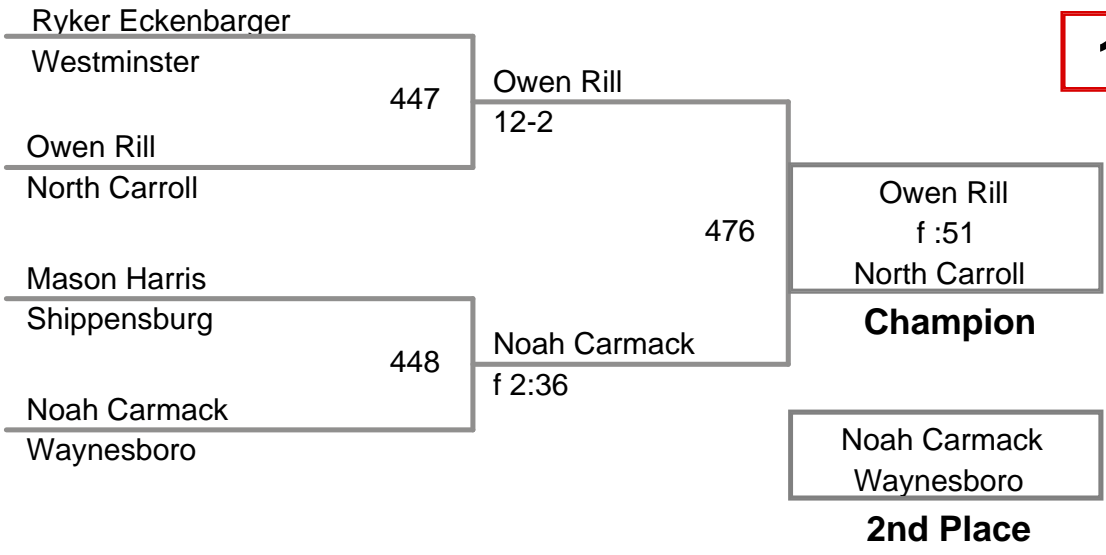 Ryker Eckenbarger
Westminster
447
Owen Rill
12-2
Owen Rill
North Carroll
476
Owen Rill
f :51
North Carroll
Champion
Mason Harris
Shippensburg
448
Noah Carmack
f 2:36
Noah Carmack
Waynesboro
Noah Carmack
Waynesboro
2nd Place